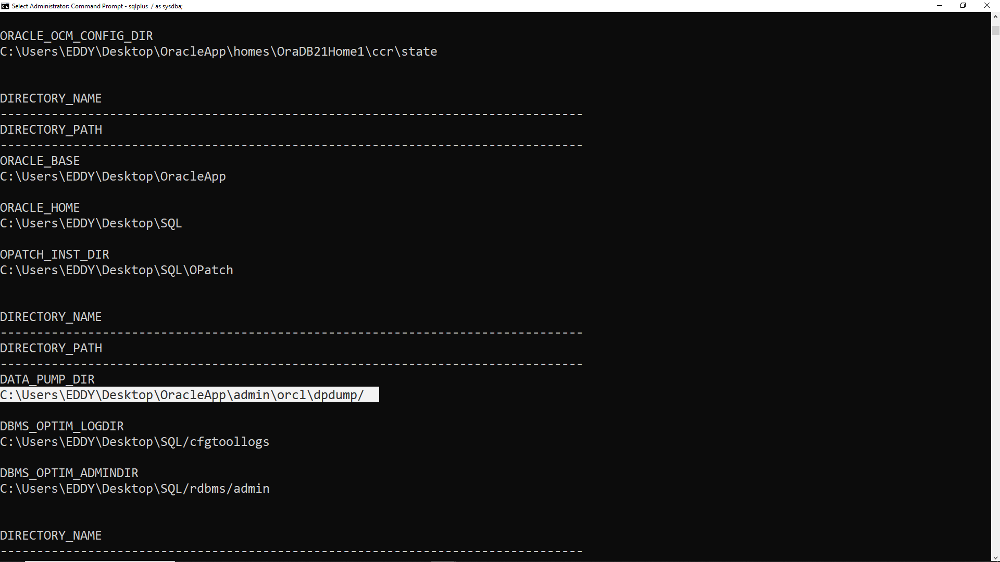 Select Administrator: Command Prompt - sqlplus  / as sysdba;
ORACLE_OCM_CONFIG_DIR
C:\Users\EDDY\Desktop\OracleApp\homes\OraDB21Home1\ccr\state
DIRECTORY_NAME
--------------------------------------------------------------------------------
DIRECTORY_PATH
--------------------------------------------------------------------------------
ORACLE_BASE
C:\Users\EDDY\Desktop\OracleApp
ORACLE_HOME
C:\Users\EDDY\Desktop\SQL
OPATCH_INST_DIR
C:\Users\EDDY\Desktop\SQL\OPatch
DIRECTORY_NAME
--------------------------------------------------------------------------------
DIRECTORY_PATH
--------------------------------------------------------------------------------
DATA_PUMP_DIR
C:\Users\EDDY\Desktop\OracleApp\admin\orcl\dpdump/
DBMS_OPTIM_LOGDIR
C:\Users\EDDY\Desktop\SQL/cfgtoollogs
DBMS_OPTIM_ADMINDIR
C:\Users\EDDY\Desktop\SQL/rdbms/admin
DIRECTORY_NAME
--------------------------------------------------------------------------------